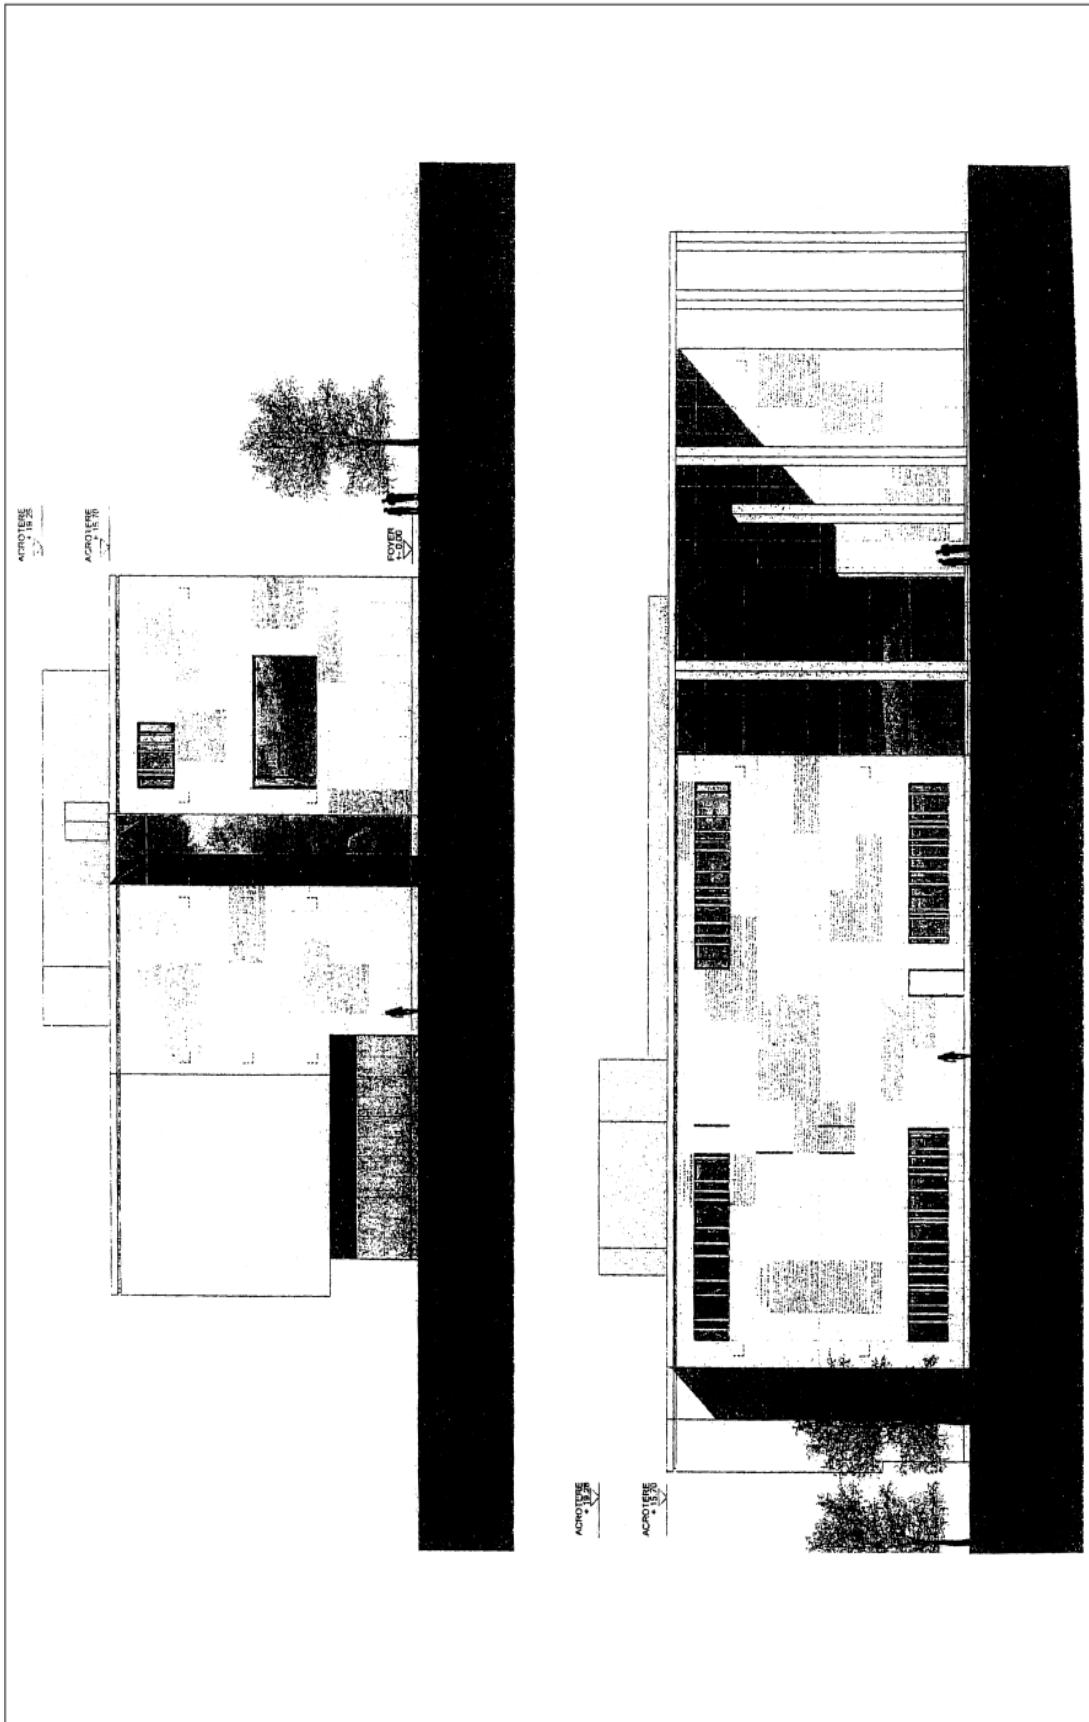 ACROTERE
+ 19.25
ACROTERE
+ 15.70
FOYER
+-0.00
ACROTERE
+ 19.25
ACROTERE
+ 15.70